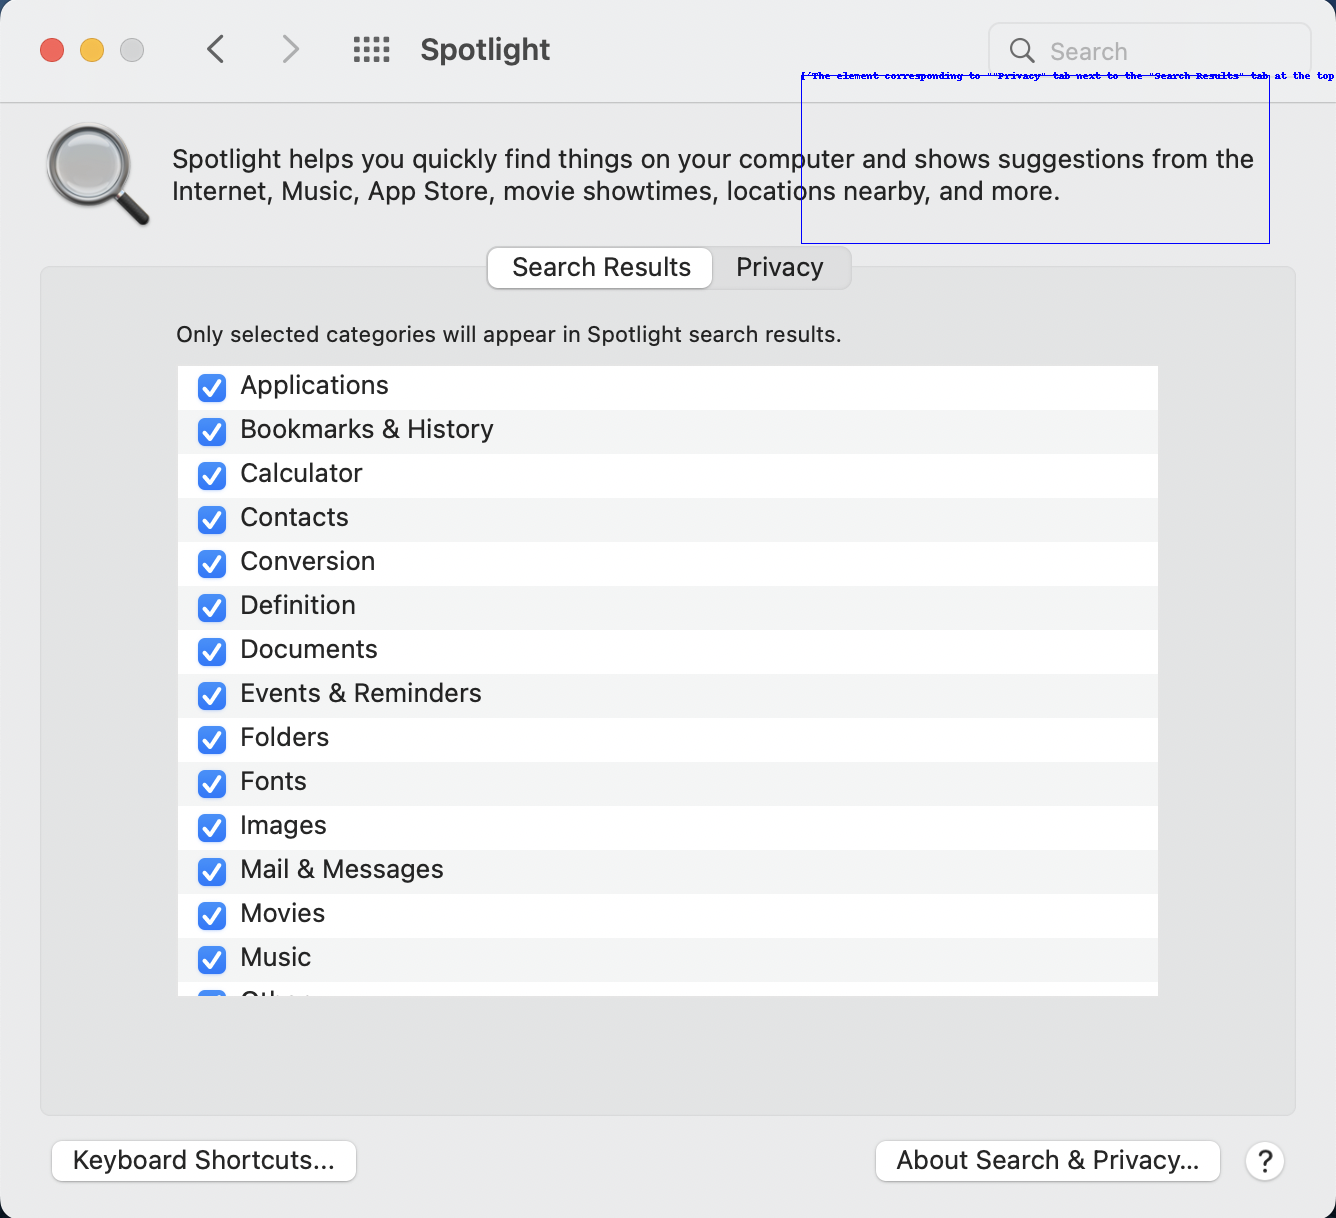 Spotlight
Search
['The element corresponding to ""Privacy" tab next to the "Search Results" tab at the top
Spotlight helps you quickly find things on your computer and shows suggestions from the
Internet, Music, App Store, movie showtimes, locations nearby, and more.
Search Results
Privacy
Only selected categories will appear in Spotlight search results.
Applications
Bookmarks & History
Calculator
Contacts
Conversion
Definition
Documents
Events & Reminders
Folders
Fonts
Images
Mail & Messages
Movies
Music
Keyboard Shortcuts...
About Search & Privacy...
?